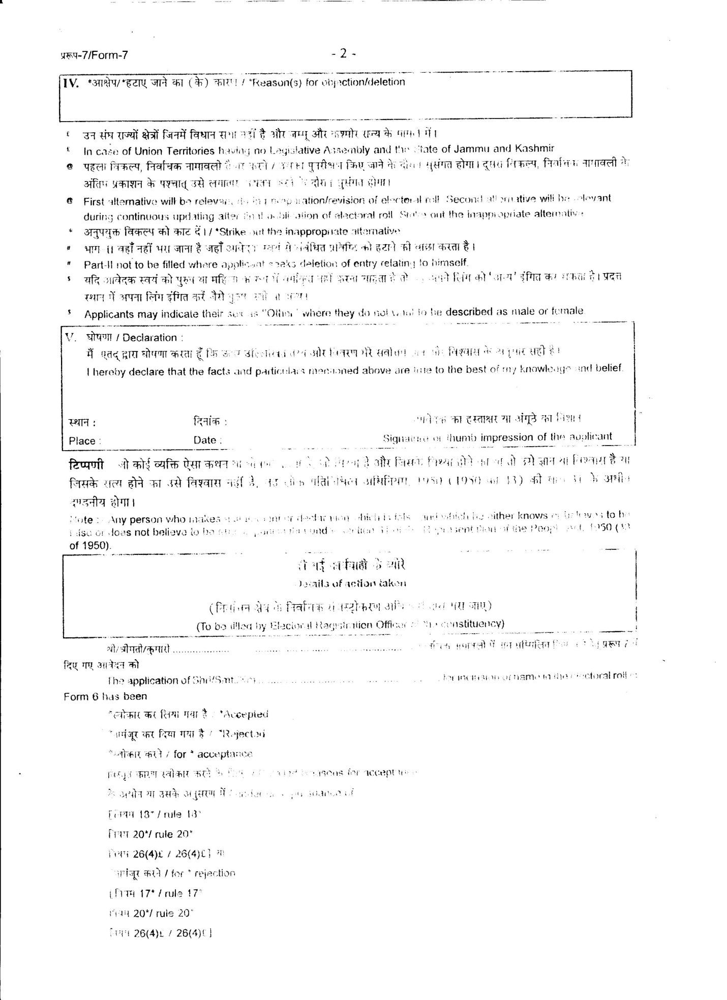 प्ररूप-7/Form-7
- 2 -
IV. *आक्षेप/*हटाए जाने का (के) कारण / *Reason(s) for objection/deletion
£ उन संघ राज्यों क्षेत्रों जिनमें विधान सभा नहीं है और जम्मू और कश्मीर राज्य के मामले में।
£ In case of Union Territories having no Legislative Assembly and the State of Jammu and Kashmir
@ पहला विकल्प, निर्वाचक नामावली तैयार करने / उसका पुनरीक्षण किए जाने के दौरान सुसंगत होगा। दूसरा विकल्प, निर्वाचक नामावली के
अंतिम प्रकाशन के पश्चात् उसे लगातार करने के दौरान सुसंगत होगा।
@ First alternative will be relevant during preparation/revision of electoral roll. Second alternative will be relevant
during continuous updating after final publication of electoral roll. Strike out the inappropriate alternative
* अनुपयुक्त विकल्प को काट दें। / *Strike out the inappropriate alternative
# भाग-II वहाँ नहीं भरा जाना है जहाँ आवेदक स्वयं से संबंधित प्रविष्टि को हटाने की वांछा करता है।
# Part-II not to be filled where applicant seeks deletion of entry relating to himself.
$ यदि आवेदक स्वयं को पुरुष या महिला के रूप में वर्गीकृत नहीं करना चाहता है तो वह अपने लिंग को 'अन्य' इंगित कर सकता है। प्रदत्त
स्थान में अपना लिंग इंगित करें जैसे पुरुष स्त्री या अन्य।
$ Applicants may indicate their sex as "Other" where they do not want to be described as male or female.
V. घोषणा / Declaration :
मैं एतद् द्वारा घोषणा करता हूँ कि ऊपर उल्लिखित तथ्य और विवरण मेरे सर्वोत्तम ज्ञान और विश्वास के अनुसार सही है।
I hereby declare that the facts and particulars mentioned above are true to the best of my knowledge and belief.
स्थान : दिनांक : आवेदक का हस्ताक्षर या अंगूठे का निशान
Place : Date : Signature or thumb impression of the applicant
टिप्पणी जो कोई व्यक्ति ऐसा कथन या घोषणा करता है, जो मिथ्या है और जिसके मिथ्या होने का या तो उसे ज्ञान या विश्वास है या
जिसके सत्य होने का उसे विश्वास नहीं है, वह लोक प्रतिनिधित्व अधिनियम, 1950 (1950 का 43) की धारा 31 के अधीन
दण्डनीय होगा।
Note : Any person who makes a statement or declaration which is false and which he either knows or believes to be
false or does not believe to be true is punishable under section 31 of the Representation of the People Act, 1950 (43
of 1950).
की गई कार्यवाही के ब्योरे
Details of action taken
(निर्वाचन क्षेत्र के निर्वाचक रजिस्ट्रीकरण अधिकारी द्वारा भरा जाए)
(To be filled by Electoral Registration Officer of the constituency)
श्री/श्रीमती/कुमारी .................... निर्वाचक नामावली में नाम सम्मिलित किए प्ररूप 7 में
दिए गए आवेदन को
The application of Shri/Smt./Km .................... for inclusion of name in the electoral roll in
Form 6 has been
*स्वीकार कर लिया गया है / *Accepted
*नामंजूर कर दिया गया है / *Rejected
*स्वीकार करने / for * acceptance
विस्तृत कारण स्वीकार करने के लिए reasons for acceptance
के अधीन या उसके अनुसरण में / under or in pursuance of
[नियम 18* / rule 18*
नियम 20*/ rule 20*
नियम 26(4)£ / 26(4)£] या
नामंजूर करने / for * rejection
[नियम 17* / rule 17*
नियम 20*/ rule 20*
नियम 26(4)£ / 26(4)£]